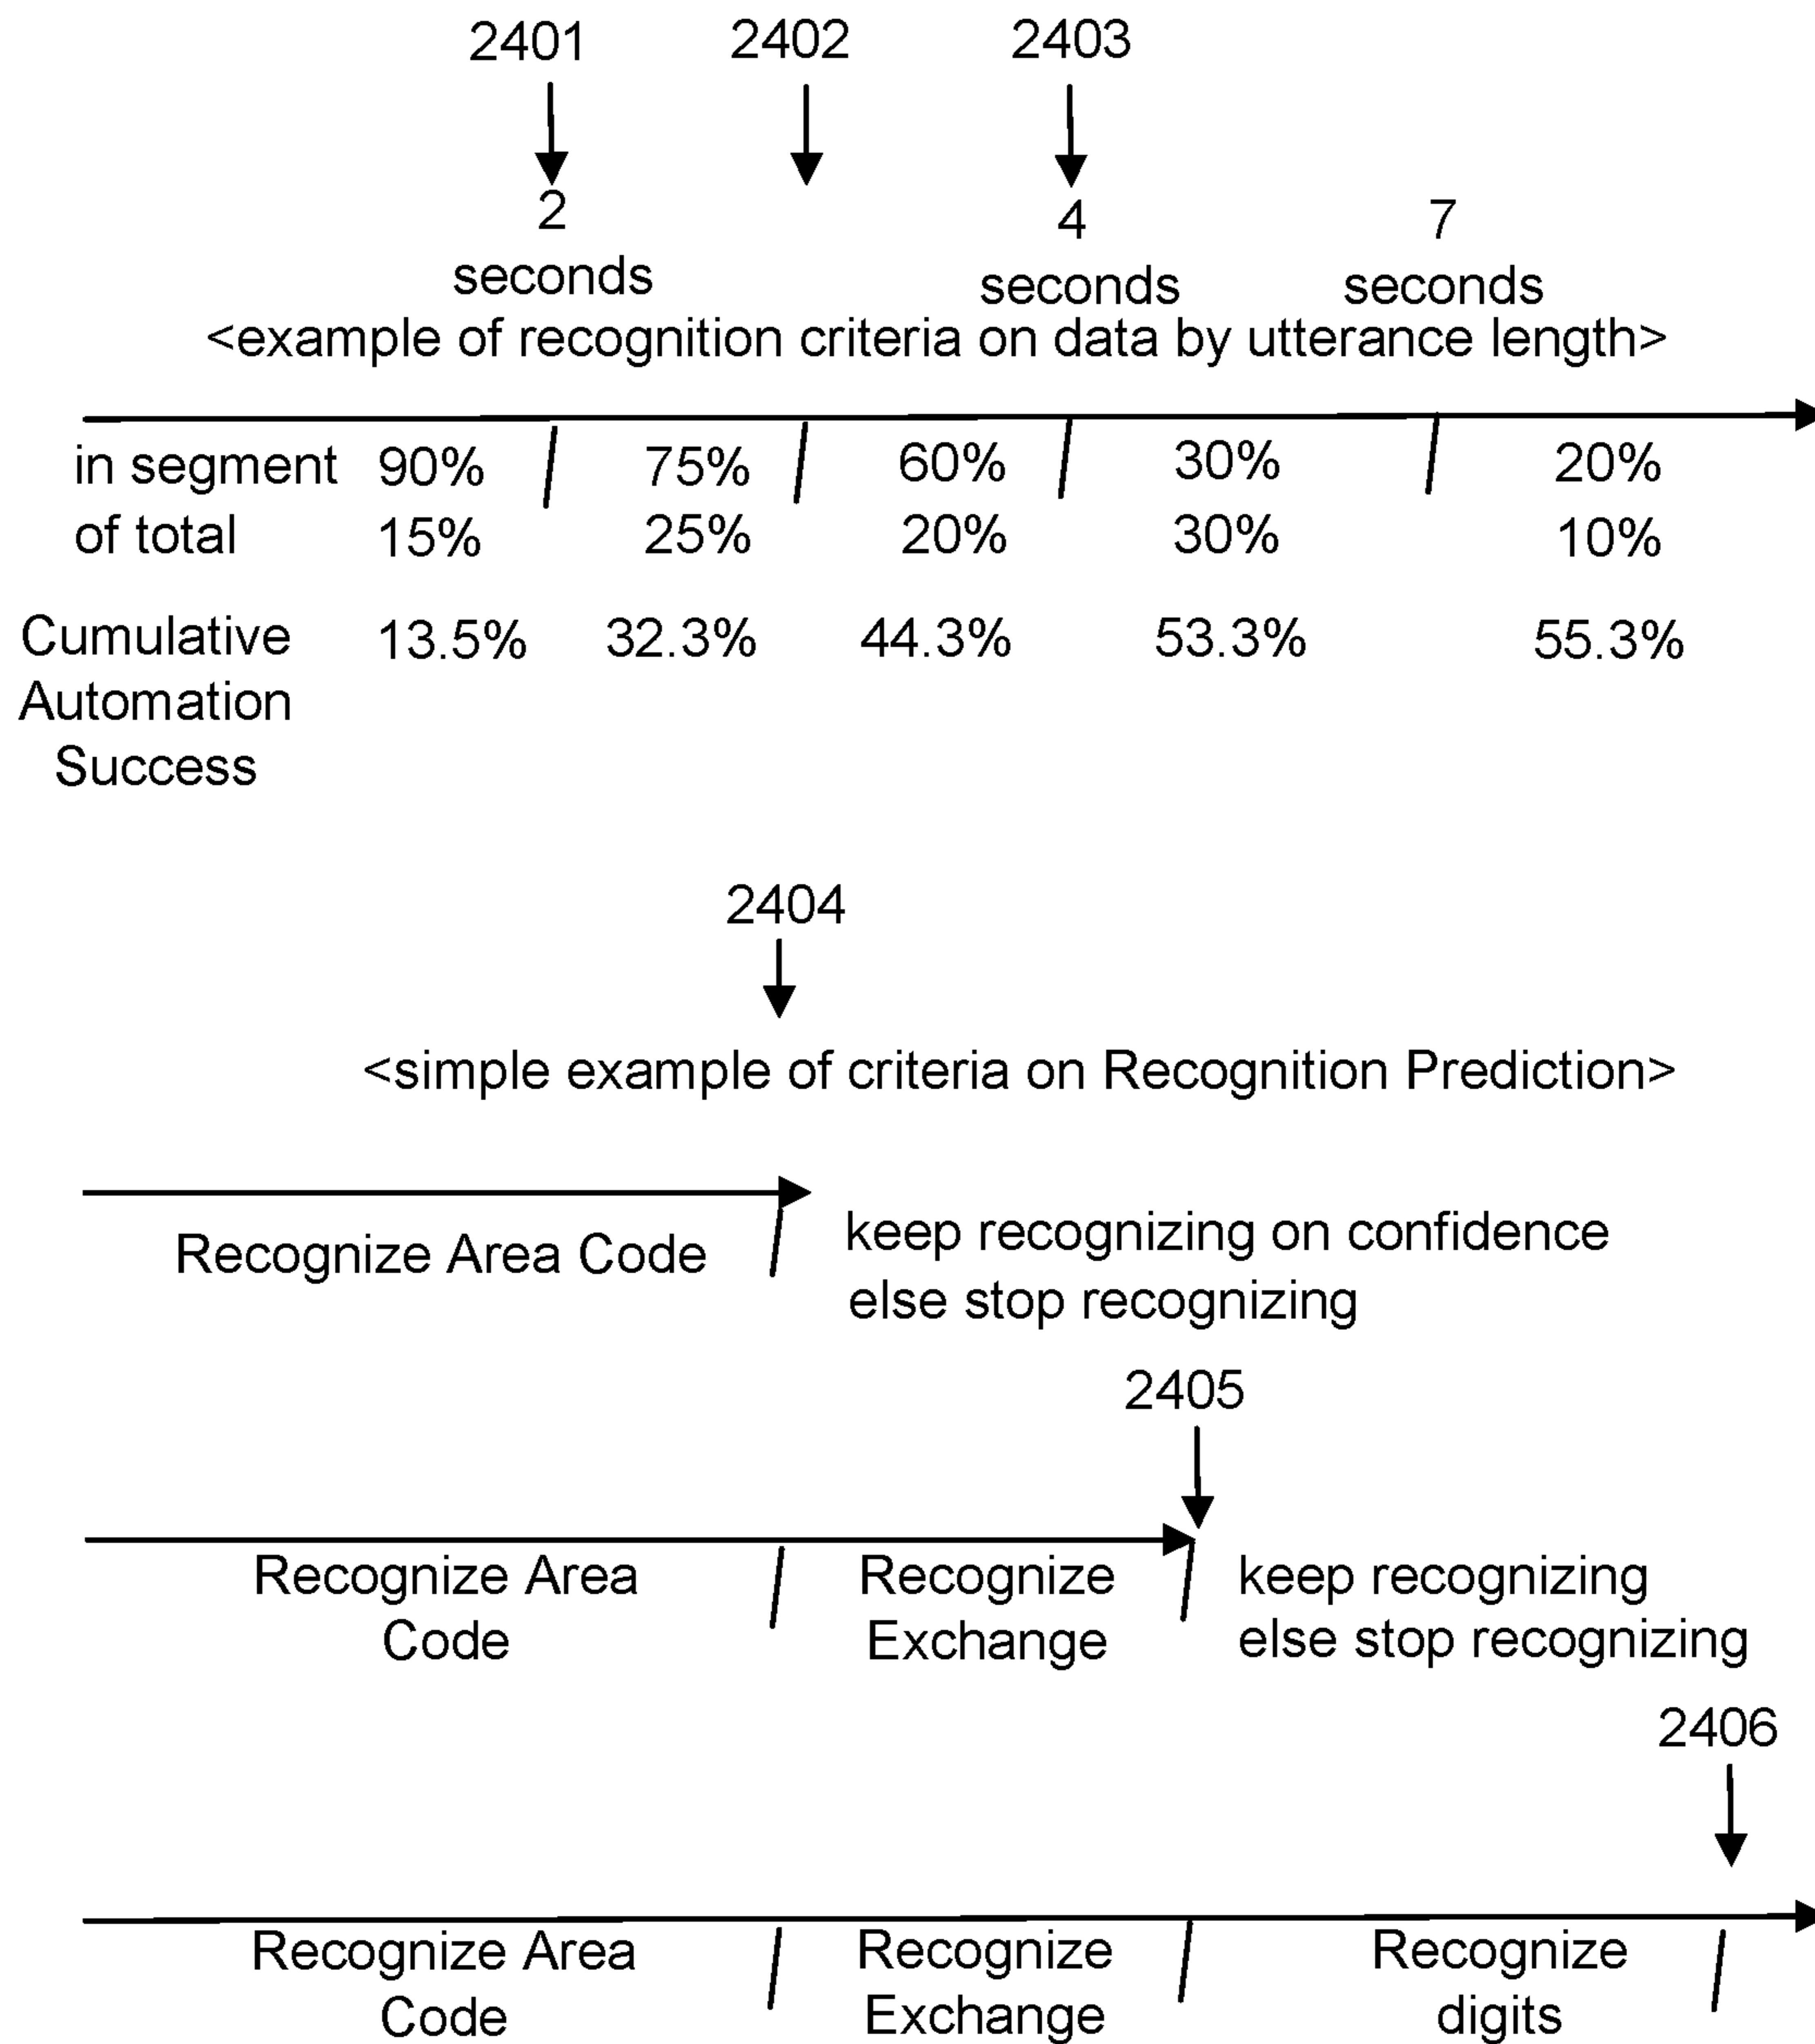 2401 2402 2403
2 4 7
seconds seconds seconds
<example of recognition criteria on data by utterance length>
in segment 90% 75% 60% 30% 20%
of total 15% 25% 20% 30% 10%
Cumulative 13.5% 32.3% 44.3% 53.3% 55.3%
Automation
Success
2404
<simple example of criteria on Recognition Prediction>
Recognize Area Code keep recognizing on confidence
else stop recognizing
2405
Recognize Area Recognize keep recognizing
Code Exchange else stop recognizing
2406
Recognize Area Recognize Recognize
Code Exchange digits